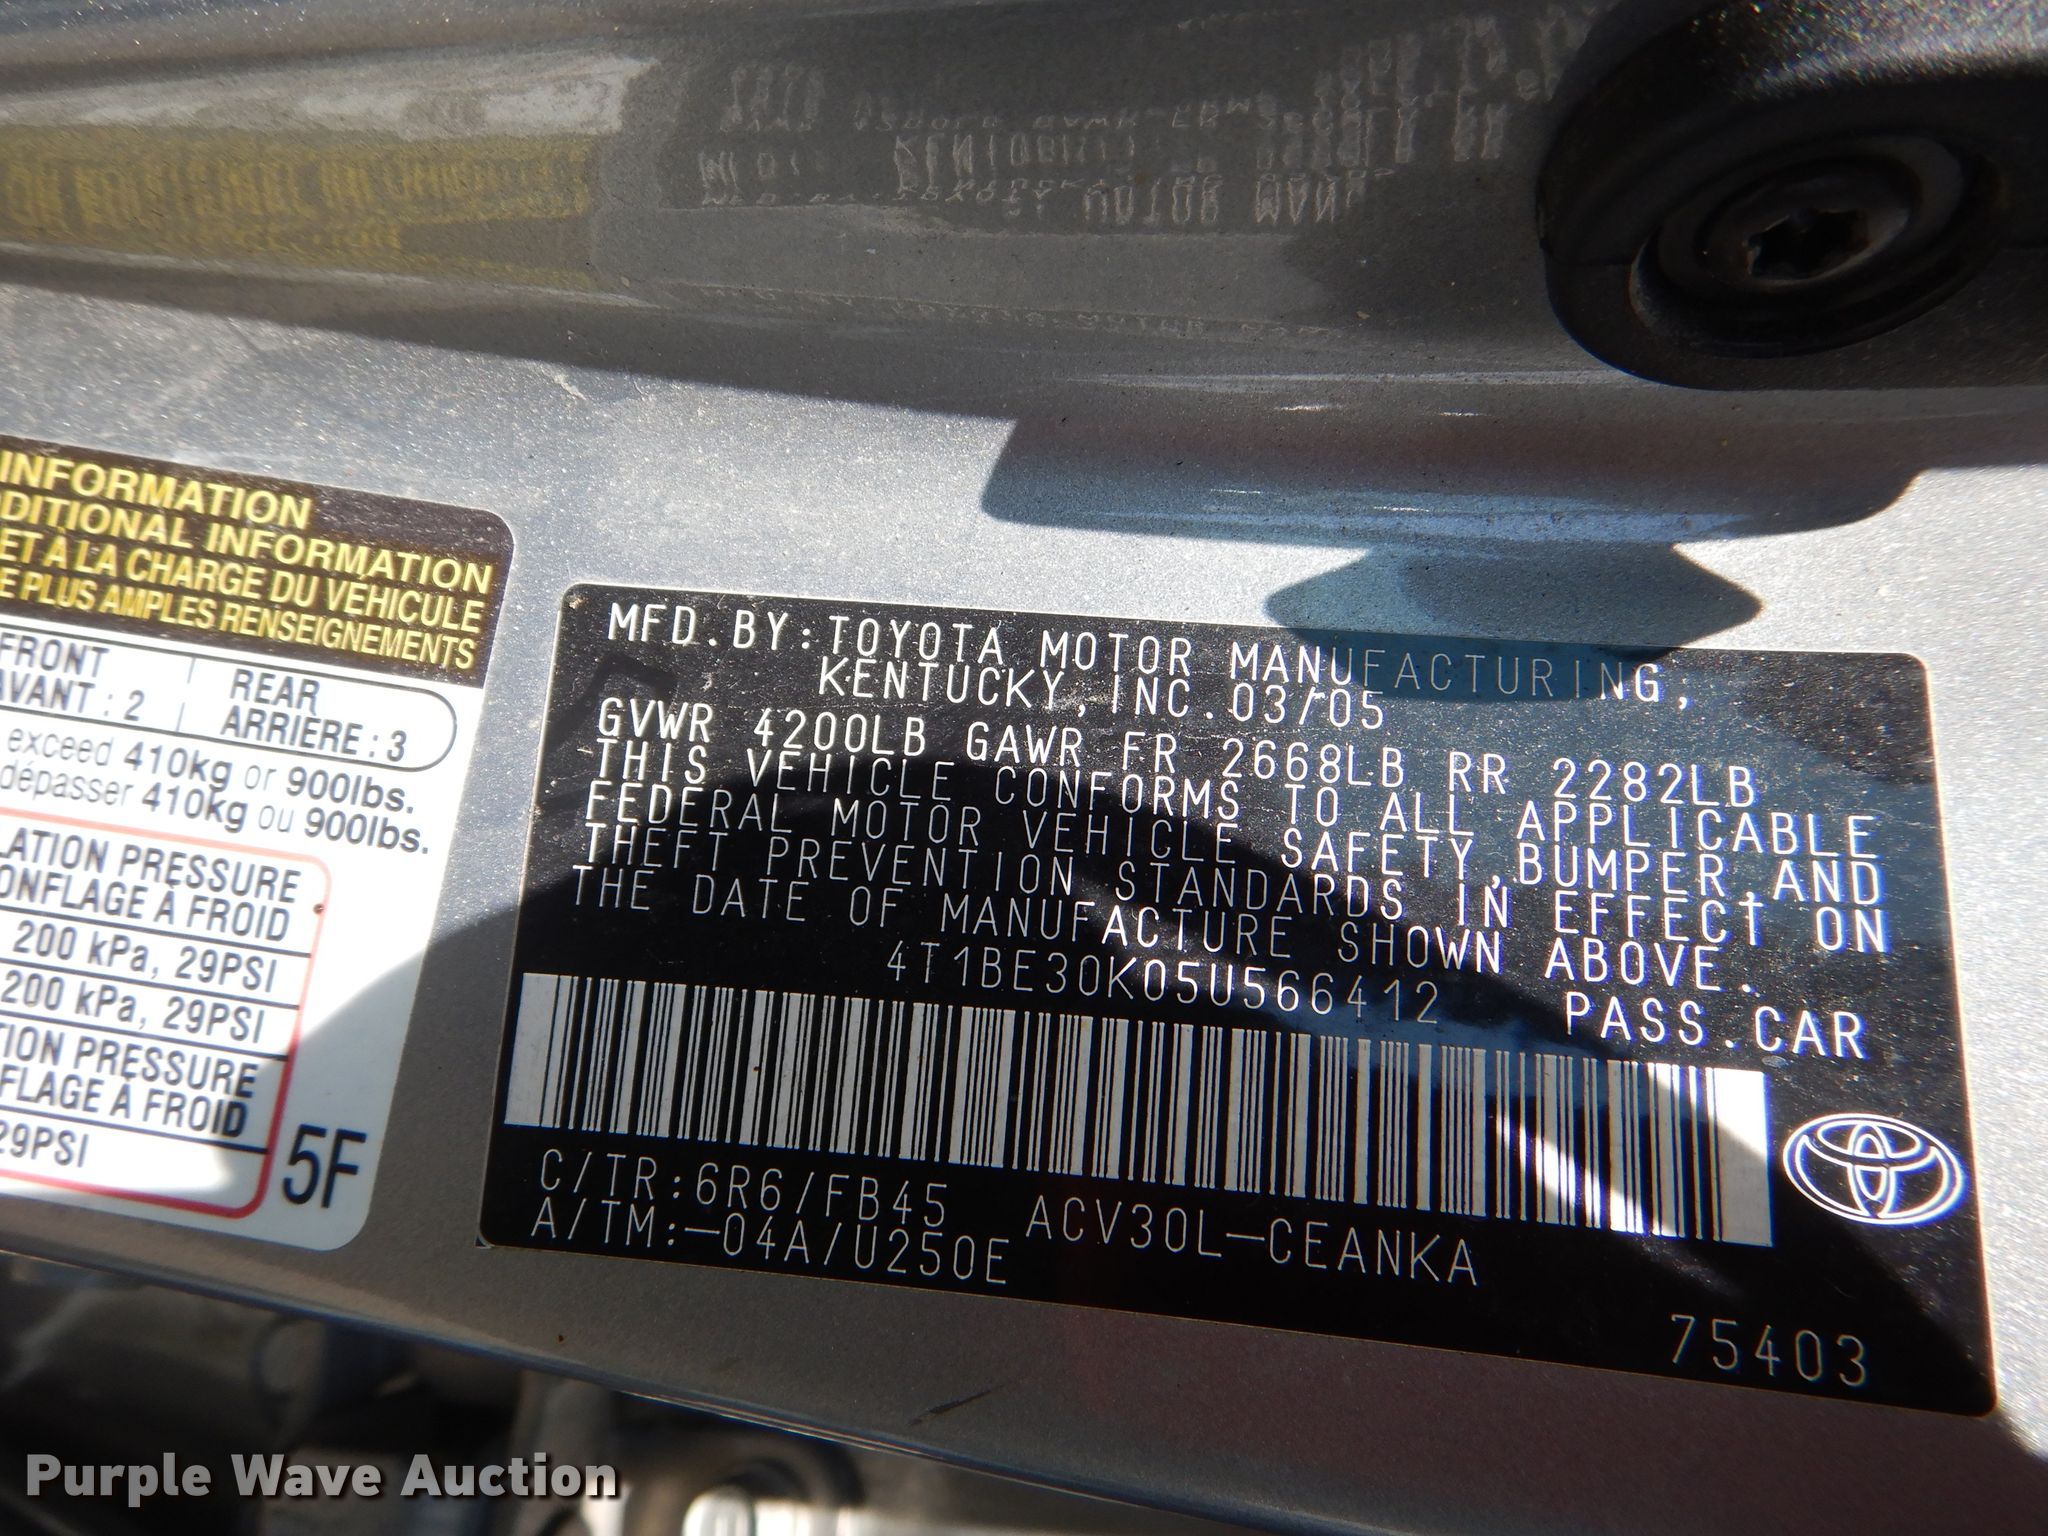 INFORMATION
DITIONAL INFORMATION
ET À LA CHARGE DU VÉHICULE
E PLUS AMPLES RENSEIGNEMENTS
FRONT
AVANT : 2
REAR
ARRIÈRE : 3
exceed 410kg or 900lbs.
dépasser 410kg ou 900lbs.
LATION PRESSURE
ONFLAGE À FROID
200 kPa, 29PSI
200 kPa, 29PSI
TION PRESSURE
FLAGE À FROID
29PSI
5F
MFD.BY:TOYOTA MOTOR MANUFACTURING,
KENTUCKY,INC.03/05
GVWR 4200LB GAWR FR 2668LB RR 2282LB
THIS VEHICLE CONFORMS TO ALL APPLICABLE
FEDERAL MOTOR VEHICLE SAFETY,BUMPER,AND
THEFT PREVENTION STANDARDS IN EFFECT ON
THE DATE OF MANUFACTURE SHOWN ABOVE.
4T1BE30K05U566412
PASS.CAR
C/TR:6R6/FB45
A/TM:-04A/U250E
ACV30L-CEANKA
75403
Purple Wave Auction